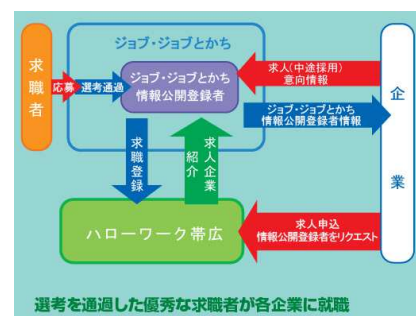 ジョブ・ジョブとかち
求職者
応募
選考通過
ジョブ・ジョブとかち
情報公開登録者
求人(中途採用)
意向情報
ジョブ・ジョブとかち
情報公開登録者情報
企業
求職登録
求人企業
紹介
ハローワーク帯広
求人申込
情報公開登録者をリクエスト
選考を通過した優秀な求職者が各企業に就職